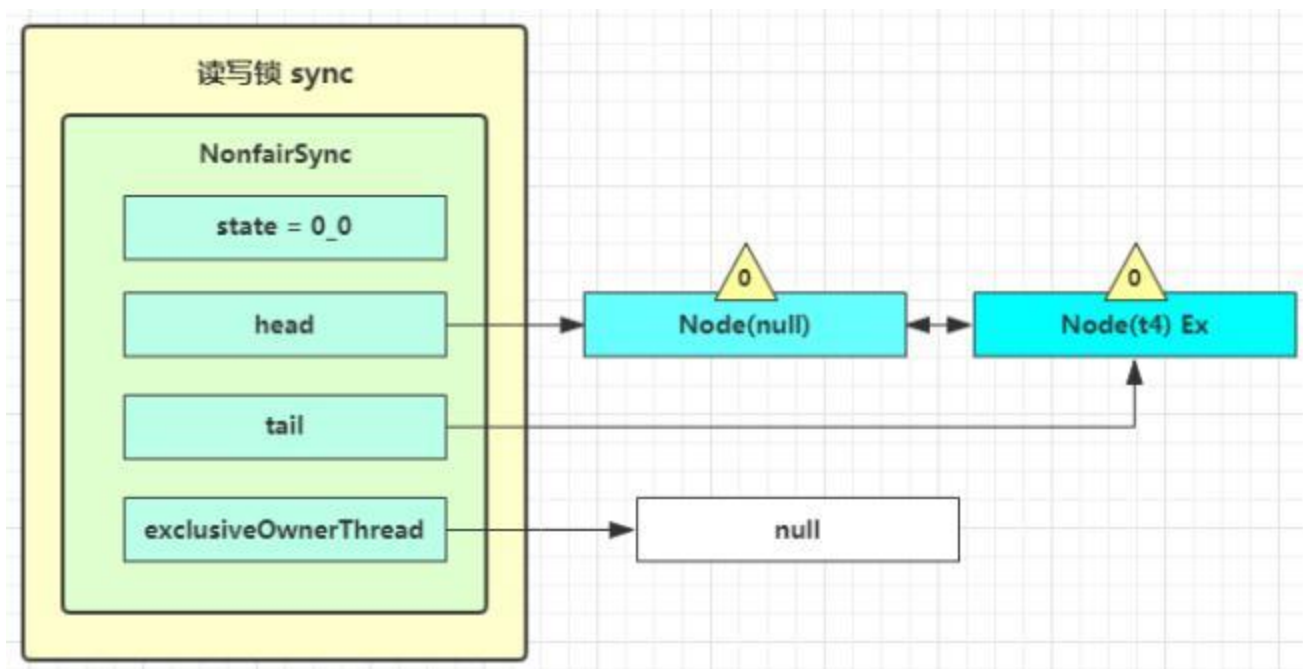 读写锁 sync
NonfairSync
state = 0_0
head
tail
exclusiveOwnerThread
0
Node(null)
0
Node(t4) Ex
null